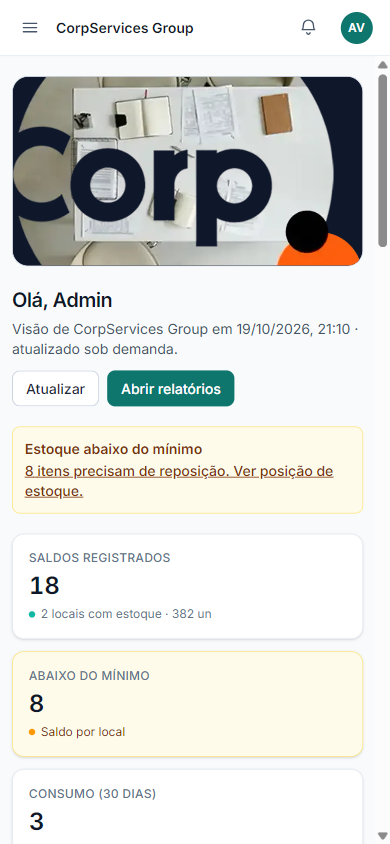 CorpServices Group
AV
Corp
Olá, Admin
Visão de CorpServices Group em 19/10/2026, 21:10 ·
atualizado sob demanda.
Atualizar
Abrir relatórios
Estoque abaixo do mínimo
8 itens precisam de reposição. Ver posição de
estoque.
SALDOS REGISTRADOS
18
2 locais com estoque · 382 un
ABAIXO DO MÍNIMO
8
Saldo por local
CONSUMO (30 DIAS)
3